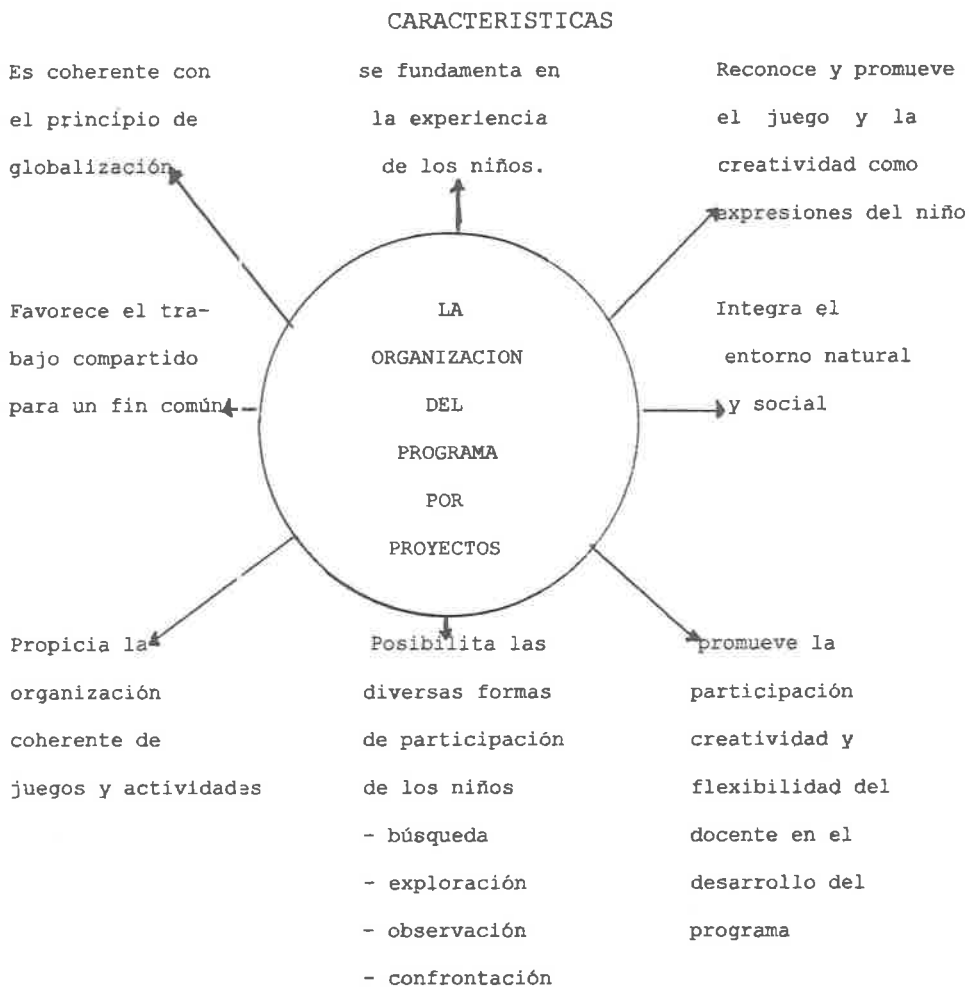 CARACTERISTICAS
Es coherente con
el principio de
globalización
se fundamenta en
la experiencia
de los niños.
Reconoce y promueve
el juego y la
creatividad como
expresiones del niño
Favorece el tra-
bajo compartido
para un fin común
LA
ORGANIZACION
DEL
PROGRAMA
POR
PROYECTOS
Integra el
entorno natural
y social
Propicia la
organización
coherente de
juegos y actividades
Posibilita las
diversas formas
de participación
de los niños
- búsqueda
- exploración
- observación
- confrontación
promueve la
participación
creatividad y
flexibilidad del
docente en el
desarrollo del
programa